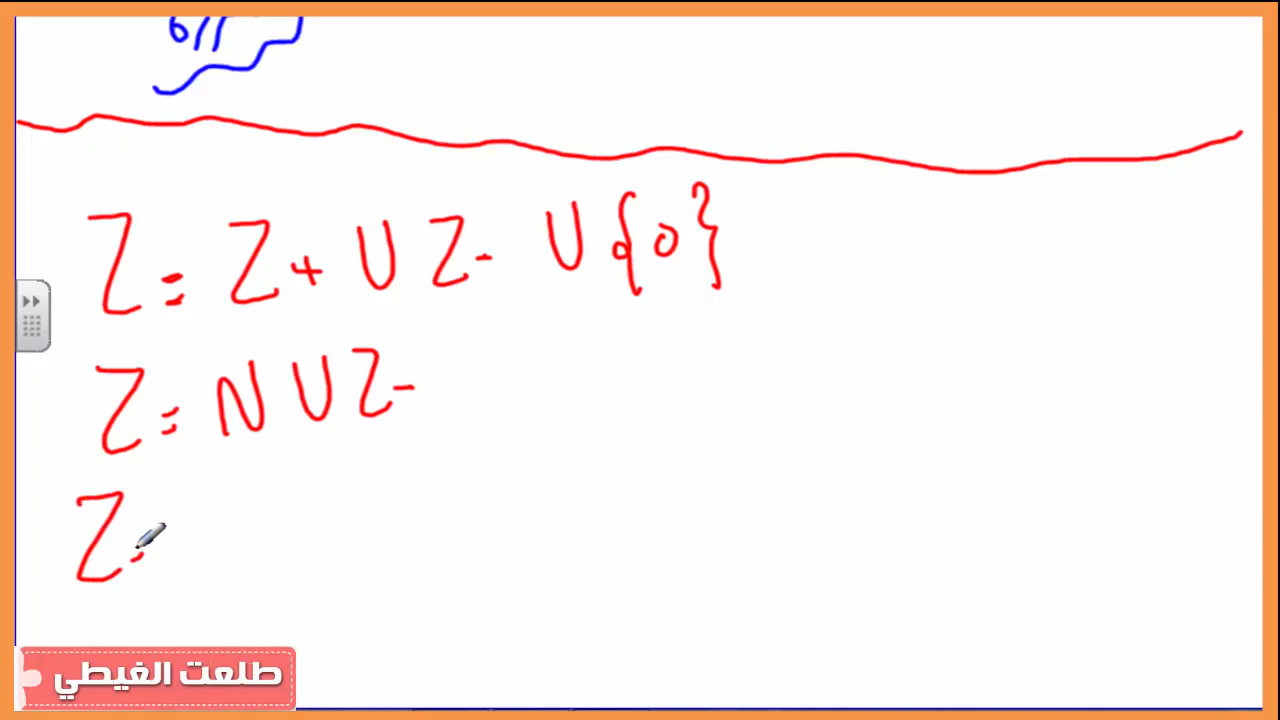 Z = Z+ U Z- U {0}
Z = N U Z-
Z =
طلعت الغيطي